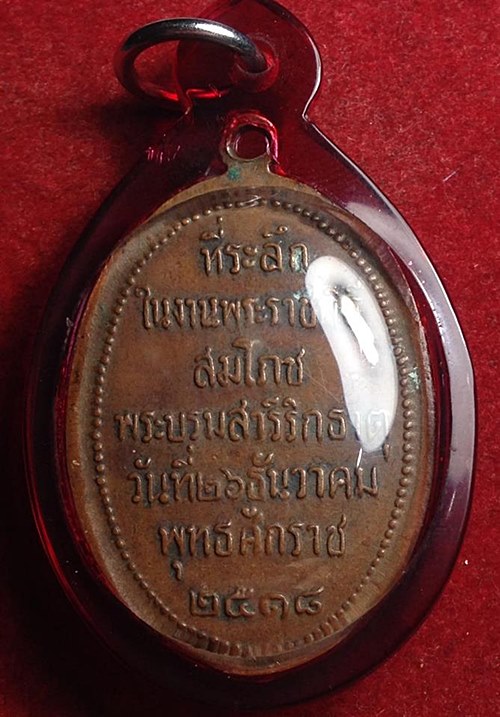 ที่ระลึก
ในงานพระราช
สมโภช
พระบรมสารีริกธาตุ
วันที่๒๖ธันวาคม
พุทธศักราช
๒๕๑๘